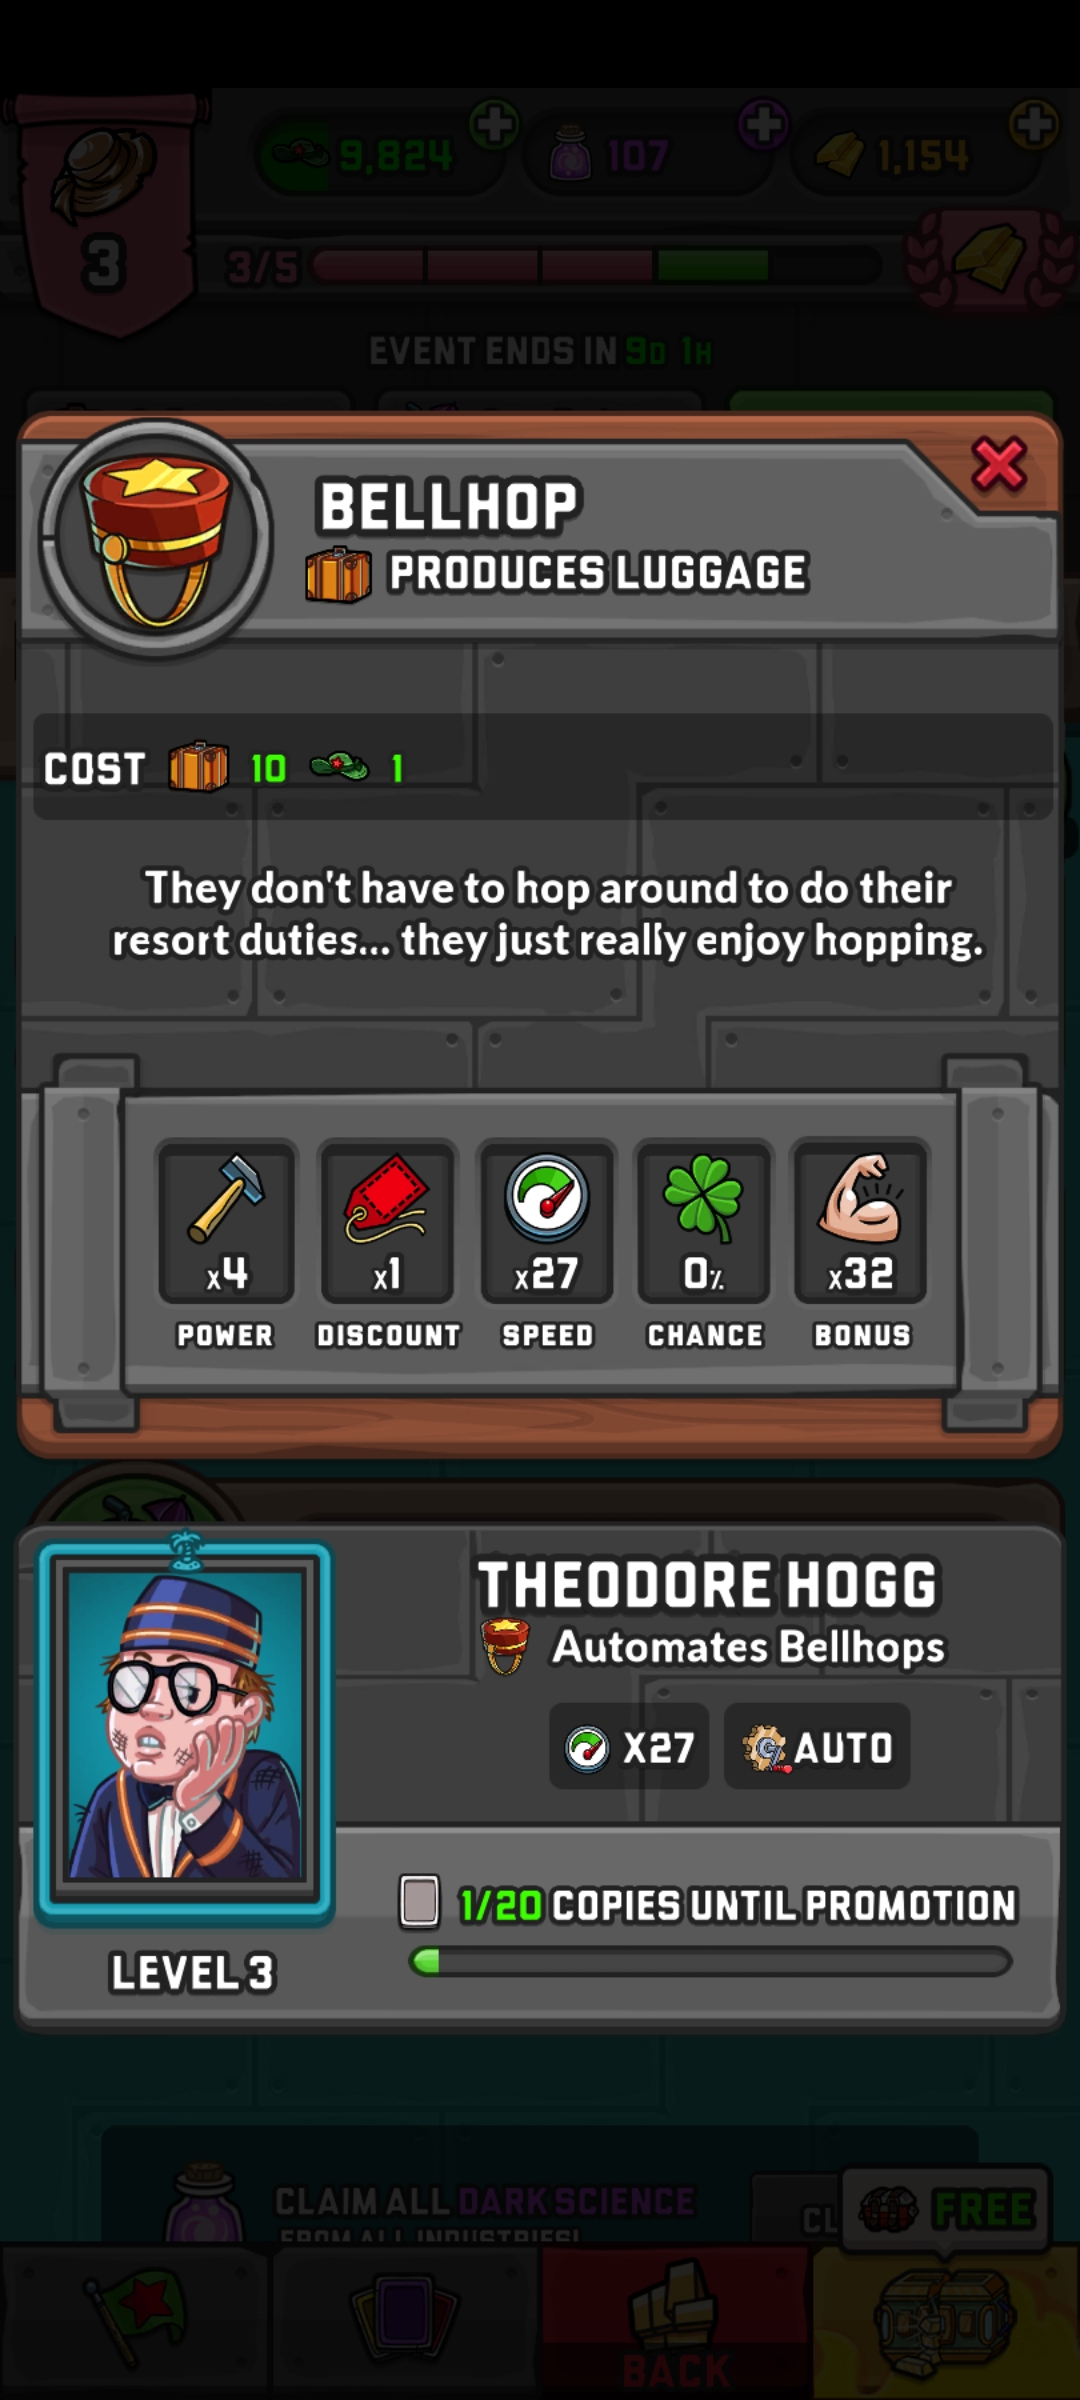 9,824
107
1,154
3
3/5
EVENT ENDS IN 9D 1H
BELLHOP
PRODUCES LUGGAGE
COST 10 1
They don't have to hop around to do their
resort duties... they just really enjoy hopping.
x4
x1
x27
0%
x32
POWER
DISCOUNT
SPEED
CHANCE
BONUS
THEODORE HOGG
Automates Bellhops
X27
AUTO
1/20 COPIES UNTIL PROMOTION
LEVEL 3
CLAIM ALL DARK SCIENCE
FROM ALL INDUSTRIES!
CL
FREE
BACK